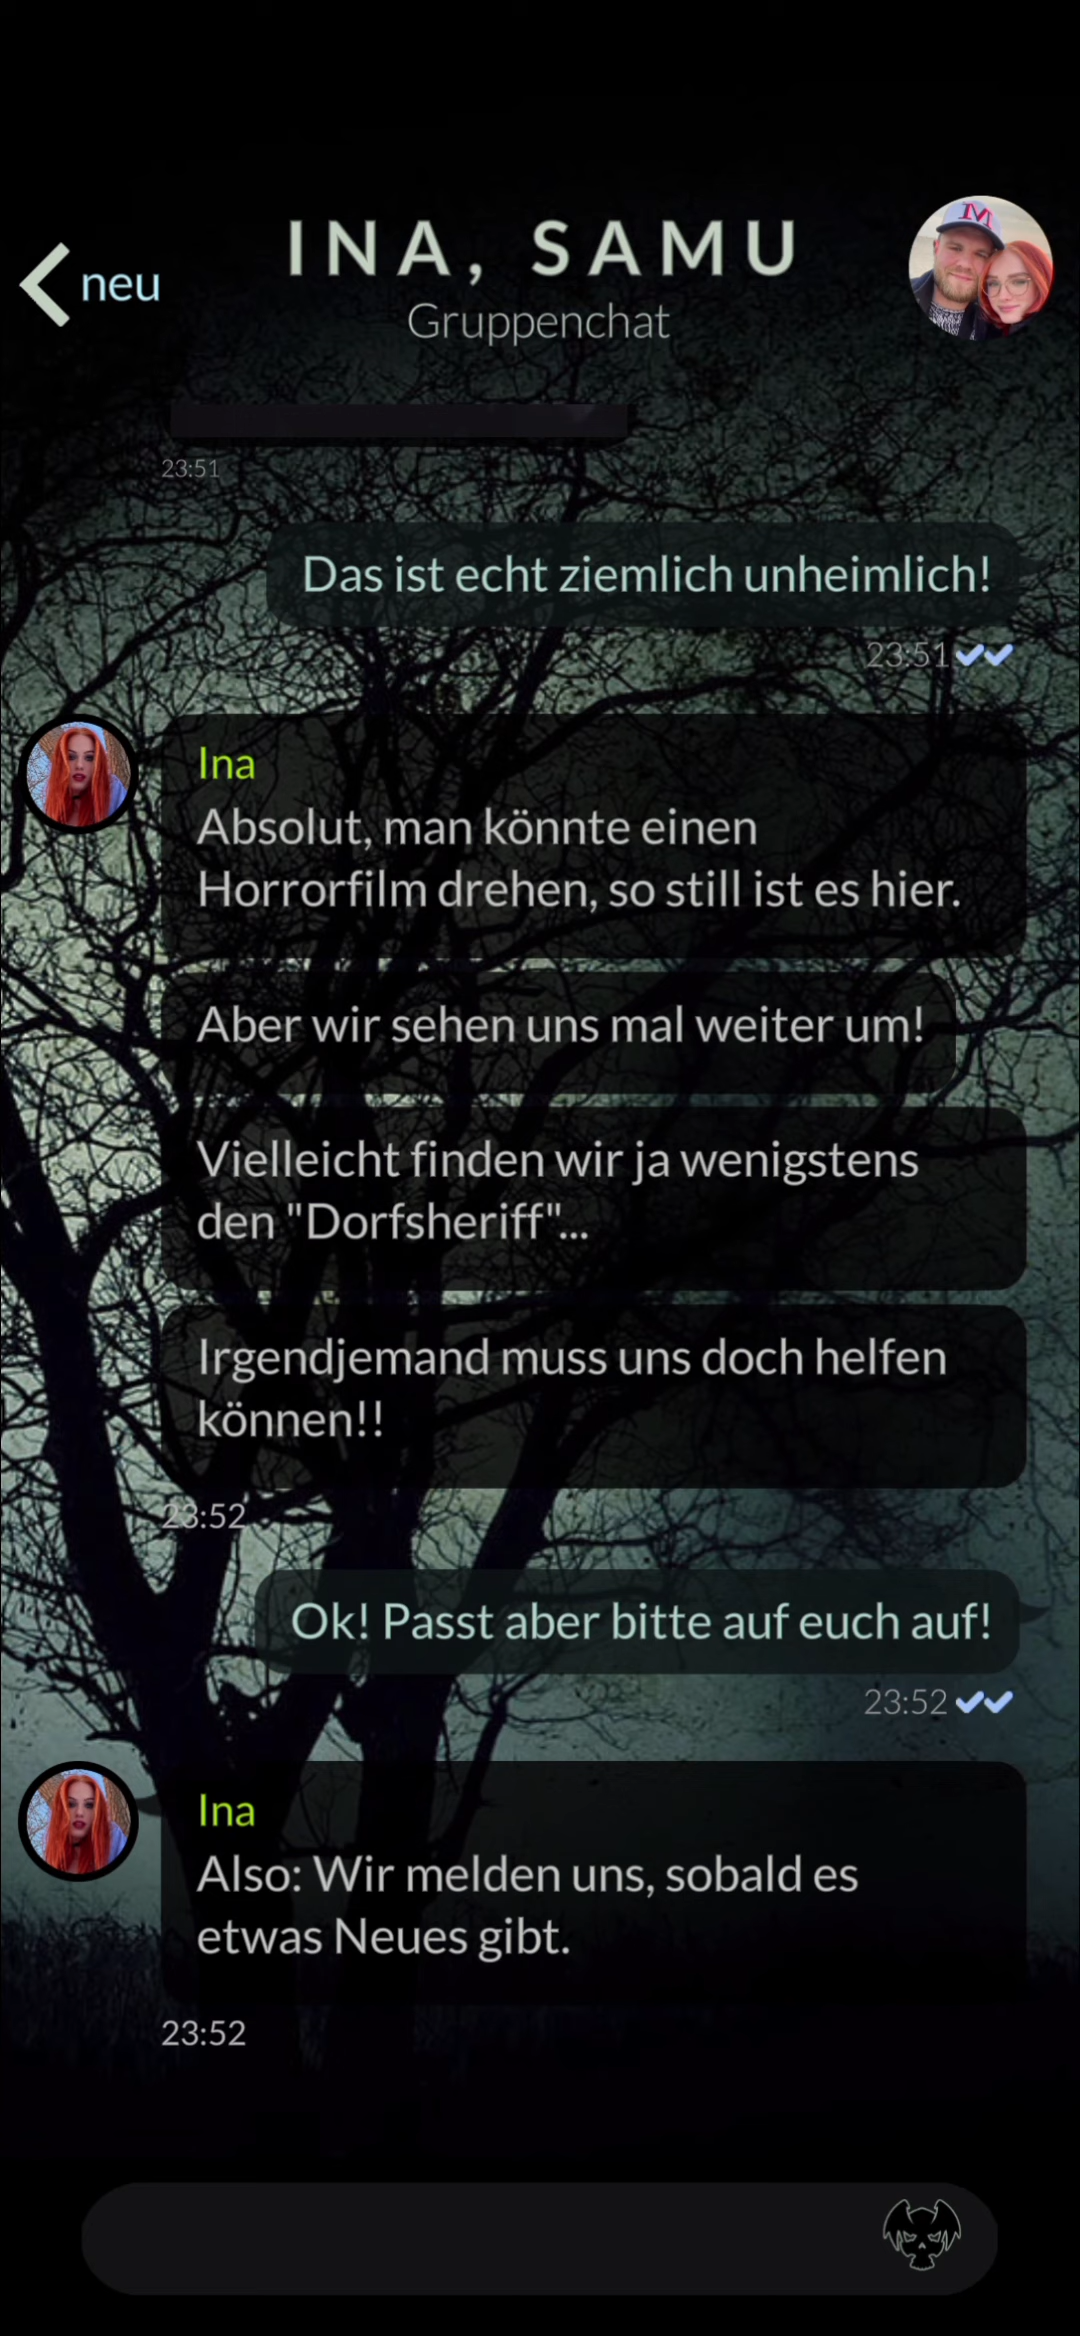 neu
INA, SAMU
Gruppenchat
23:51
Das ist echt ziemlich unheimlich!
23:51
Ina
Absolut, man könnte einen
Horrorfilm drehen, so still ist es hier.
Aber wir sehen uns mal weiter um!
Vielleicht finden wir ja wenigstens
den "Dorfsheriff"...
Irgendjemand muss uns doch helfen
können!!
23:52
Ok! Passt aber bitte auf euch auf!
23:52
Ina
Also: Wir melden uns, sobald es
etwas Neues gibt.
23:52